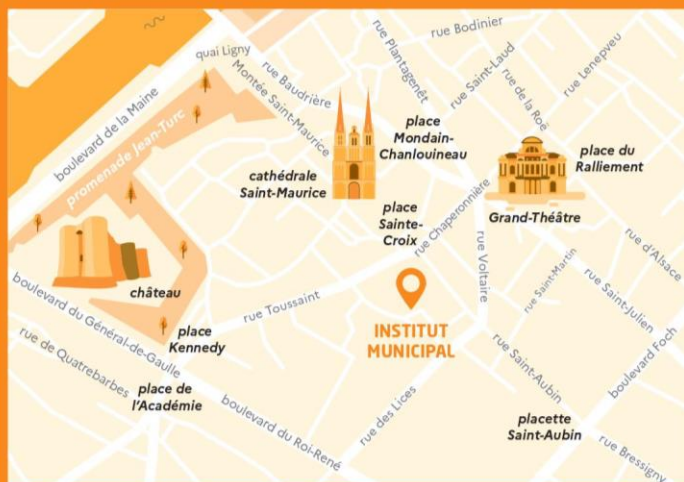 rue Bodinier
rue Plantagenêt
quai Ligny
rue Baudrière
Montée Saint-Maurice
rue Saint-Laud
rue de la Roë
rue Lenepveu
boulevard de la Maine
promenade Jean-Turc
place
Mondain-
Chanlouineau
place du
Ralliement
cathédrale
Saint-Maurice
place
Sainte-
Croix
rue Chaperonnière
Grand-Théâtre
rue Voltaire
rue d'Alsace
rue Saint-Martin
rue Saint-Julien
château
boulevard du Général-de-Gaulle
rue Toussaint
INSTITUT
MUNICIPAL
place
Kennedy
rue de Quatrebarbes
place de
l'Académie
boulevard du Roi-René
rue des Lices
rue Saint-Aubin
boulevard Foch
placette
Saint-Aubin
rue Bressigny